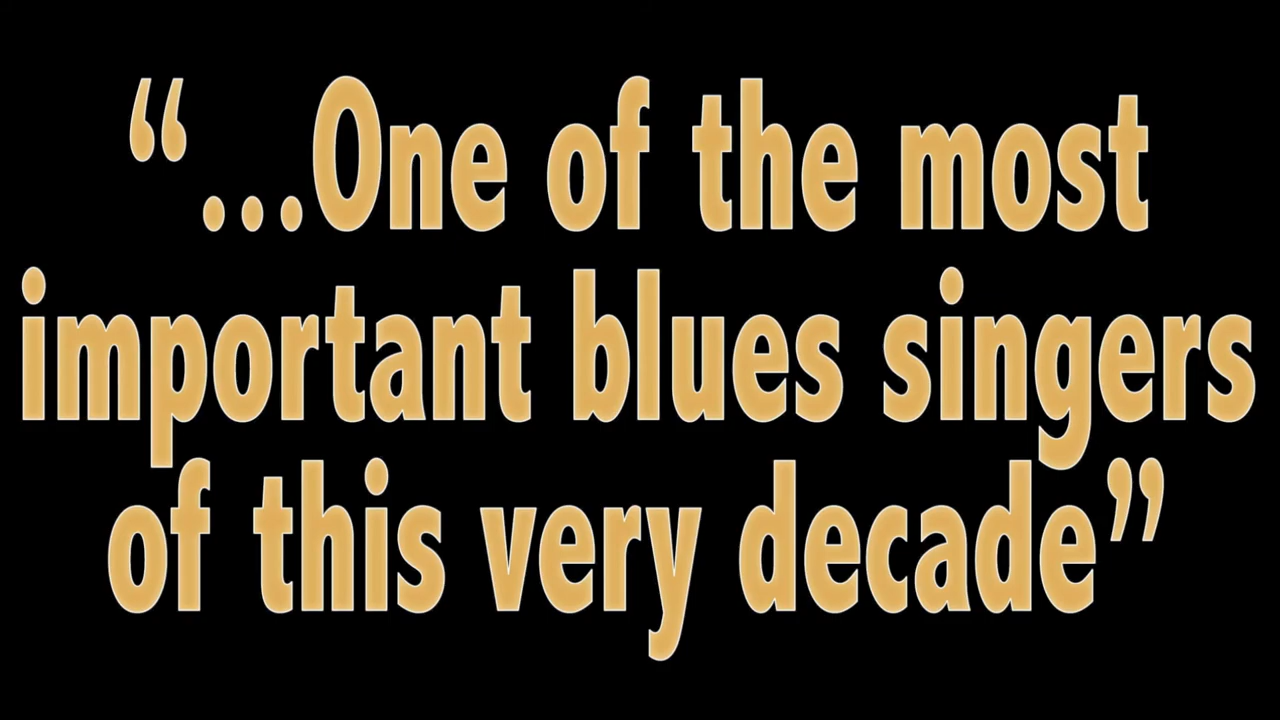 “...One of the most
important blues singers
of this very decade”